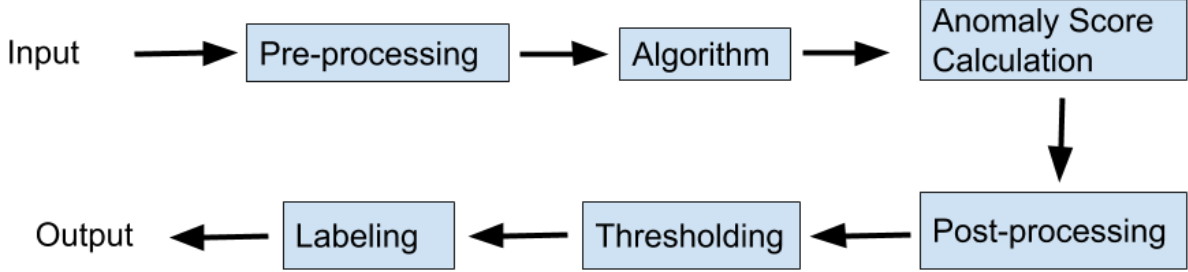 Input
Pre-processing
Algorithm
Anomaly Score
Calculation
Post-processing
Thresholding
Labeling
Output